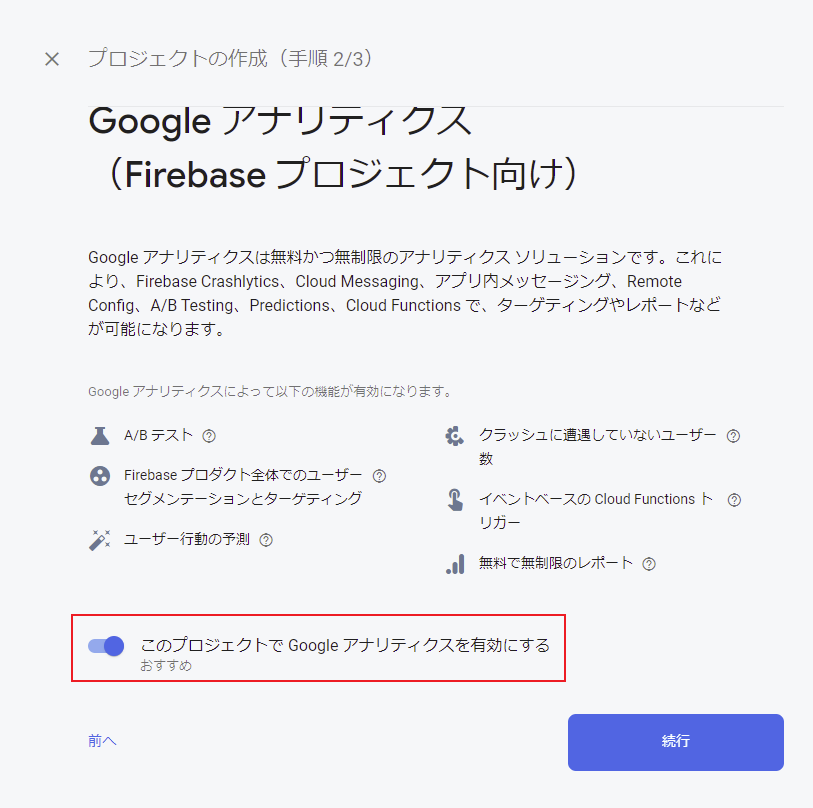 プロジェクトの作成（手順 2/3）
Google アナリティクス
（Firebase プロジェクト向け）
Google アナリティクスは無料かつ無制限のアナリティクス ソリューションです。これに
より、Firebase Crashlytics、Cloud Messaging、アプリ内メッセージング、Remote
Config、A/B Testing、Predictions、Cloud Functions で、ターゲティングやレポートなど
が可能になります。
Google アナリティクスによって以下の機能が有効になります。
A/B テスト
Firebase プロダクト全体でのユーザー
セグメンテーションとターゲティング
ユーザー行動の予測
クラッシュに遭遇していないユーザー
数
イベントベースの Cloud Functions ト
リガー
無料で無制限のレポート
このプロジェクトで Google アナリティクスを有効にする
おすすめ
前へ
続行